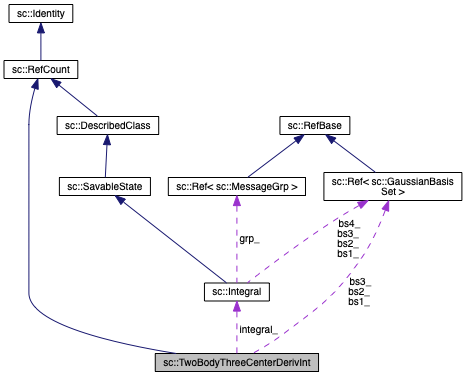 sc::Identity
sc::RefCount
sc::DescribedClass
sc::RefBase
sc::SavableState
sc::Ref< sc::MessageGrp >
sc::Ref< sc::GaussianBasis
Set >
grp_
bs4_
bs3_
bs2_
bs1_
sc::Integral
bs3_
bs2_
bs1_
integral_
sc::TwoBodyThreeCenterDerivInt